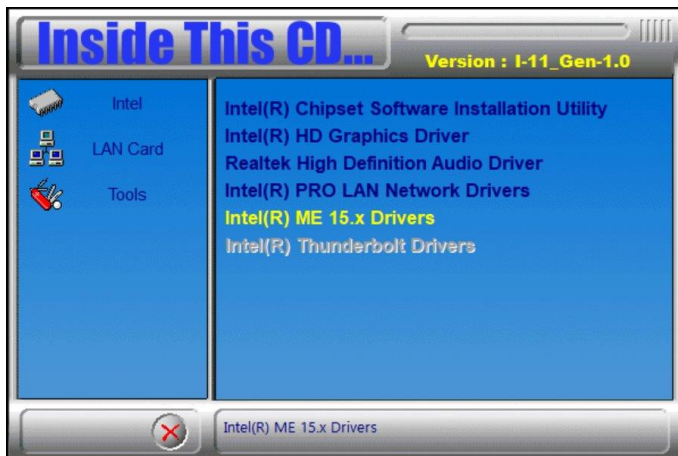 Inside This CD...
Version : I-11_Gen-1.0
Intel
LAN Card
Tools
Intel(R) Chipset Software Installation Utility
Intel(R) HD Graphics Driver
Realtek High Definition Audio Driver
Intel(R) PRO LAN Network Drivers
Intel(R) ME 15.x Drivers
Intel(R) Thunderbolt Drivers
Intel(R) ME 15.x Drivers